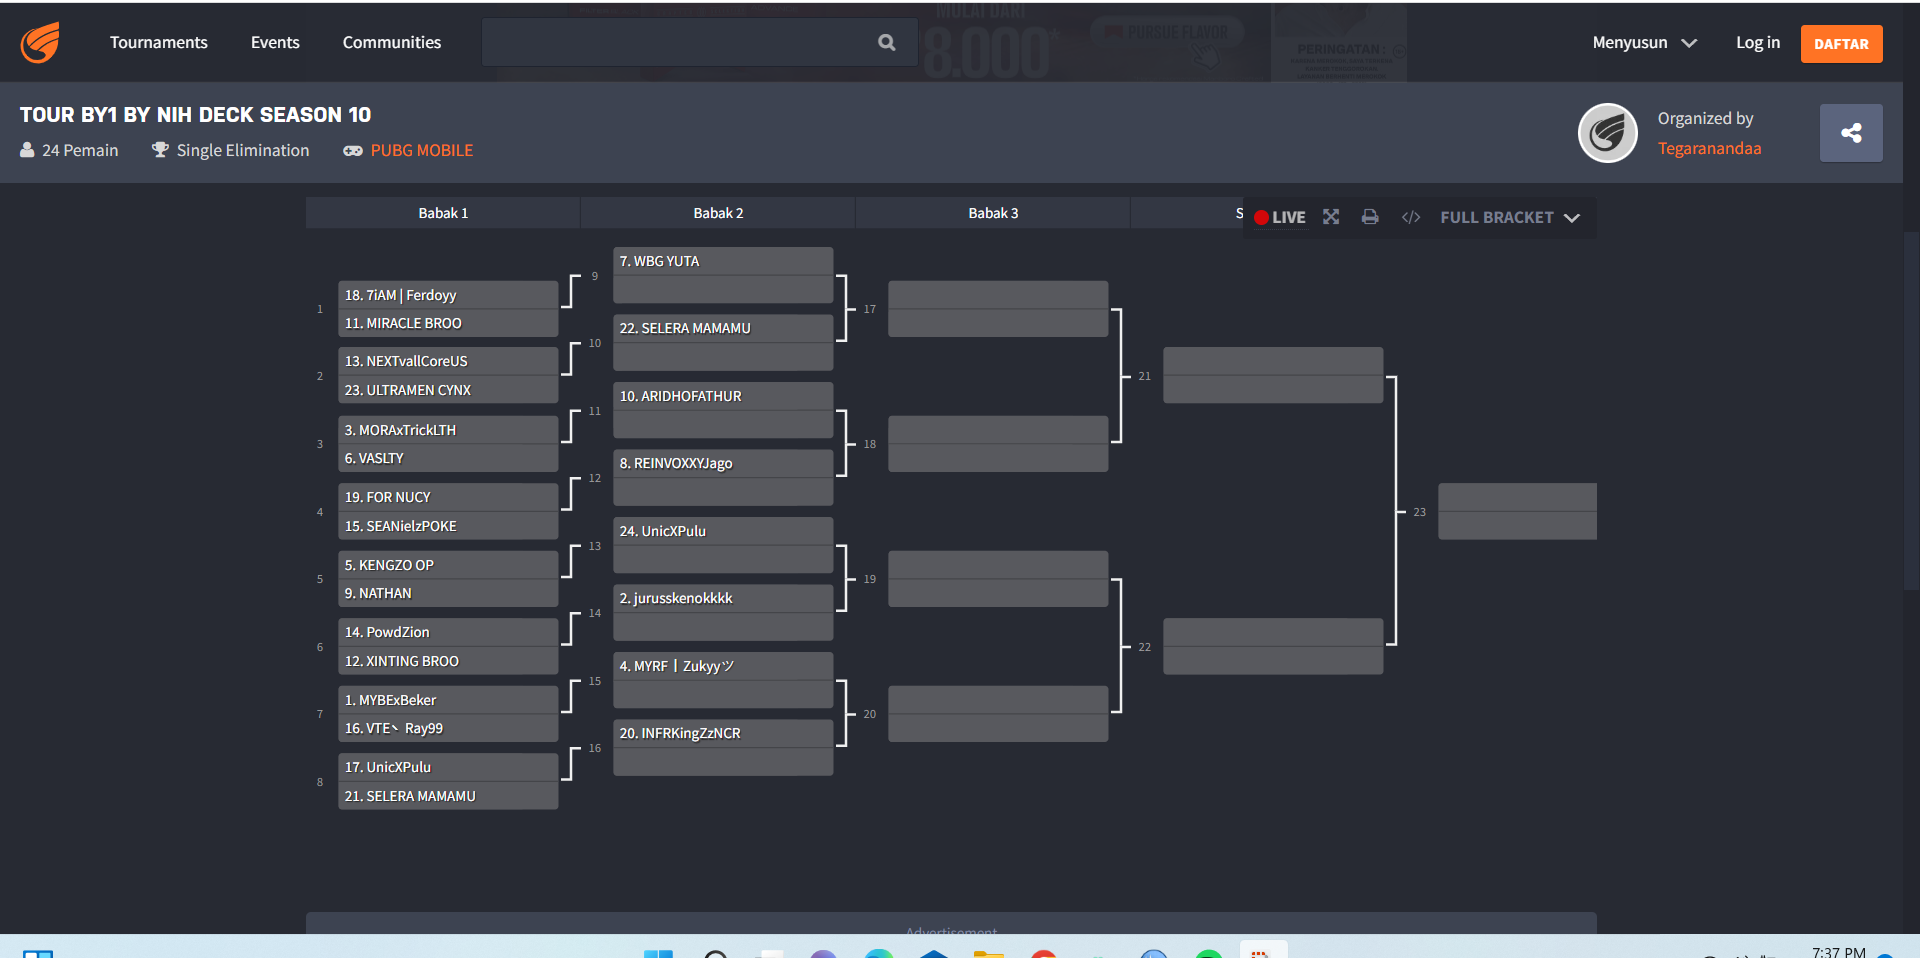 MULAI DARI
8.000
PURSUE FLAVOR
PERINGATAN:
Tournaments
Events
Communities
Menyusun
Log in
DAFTAR
TOUR BY1 BY NIH DECK SEASON 10
24 Pemain
Single Elimination
PUBG MOBILE
Organized by
Tegaranandaa
Babak 1
Babak 2
Babak 3
S
LIVE
</>
FULL BRACKET
1
18. 7iAM | Ferdoyy
11. MIRACLE BROO
2
13. NEXTvallCoreUS
23. ULTRAMEN CYNX
3
3. MORAxTrickLTH
6. VASLTY
4
19. FOR NUCY
15. SEANielzPOKE
5
5. KENGZO OP
9. NATHAN
6
14. PowdZion
12. XINTING BROO
7
1. MYBExBeker
16. VTE丶 Ray99
8
17. UnicXPulu
21. SELERA MAMAMU
9
7. WBG YUTA
10
22. SELERA MAMAMU
11
10. ARIDHOFATHUR
12
8. REINVOXXYJago
13
24. UnicXPulu
14
2. jurusskenokkkk
15
4. MYRF丨Zukyyツ
16
20. INFRKingZzNCR
17
18
19
20
21
22
23
Advertisement
7:37 PM